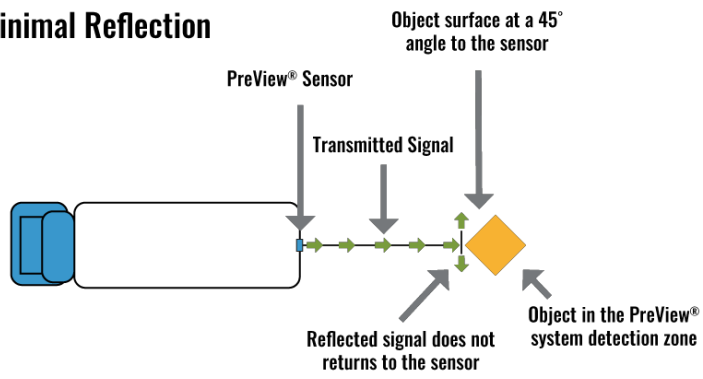 inimal Reflection
Object surface at a 45°
angle to the sensor
PreView® Sensor
Transmitted Signal
Reflected signal does not
returns to the sensor
Object in the PreView®
system detection zone